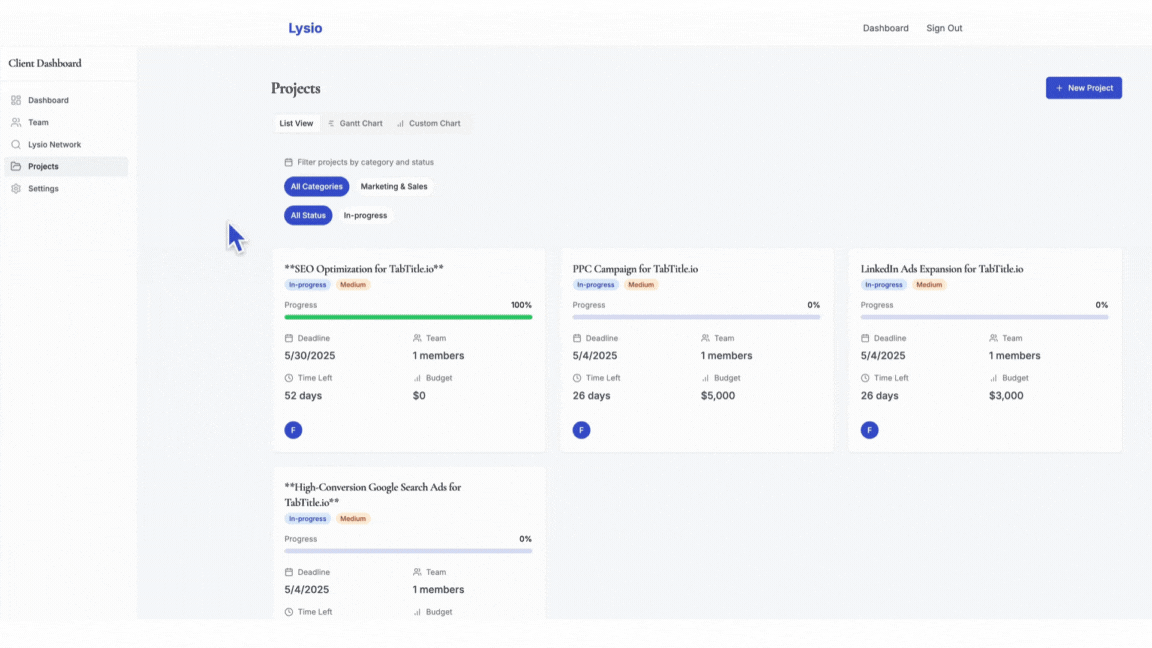 Lysio
Dashboard Sign Out
Client Dashboard
Dashboard
Team
Lysio Network
Projects
Settings
Projects
+ New Project
List View Gantt Chart Custom Chart
Filter projects by category and status
All Categories Marketing & Sales
All Status In-progress
**SEO Optimization for TabTitle.io**
In-progress Medium
Progress 100%
Deadline Team
5/30/2025 1 members
Time Left Budget
52 days $0
F
PPC Campaign for TabTitle.io
In-progress Medium
Progress 0%
Deadline Team
5/4/2025 1 members
Time Left Budget
26 days $5,000
F
LinkedIn Ads Expansion for TabTitle.io
In-progress Medium
Progress 0%
Deadline Team
5/4/2025 1 members
Time Left Budget
26 days $3,000
F
**High-Conversion Google Search Ads for
TabTitle.io**
In-progress Medium
Progress 0%
Deadline Team
5/4/2025 1 members
Time Left Budget